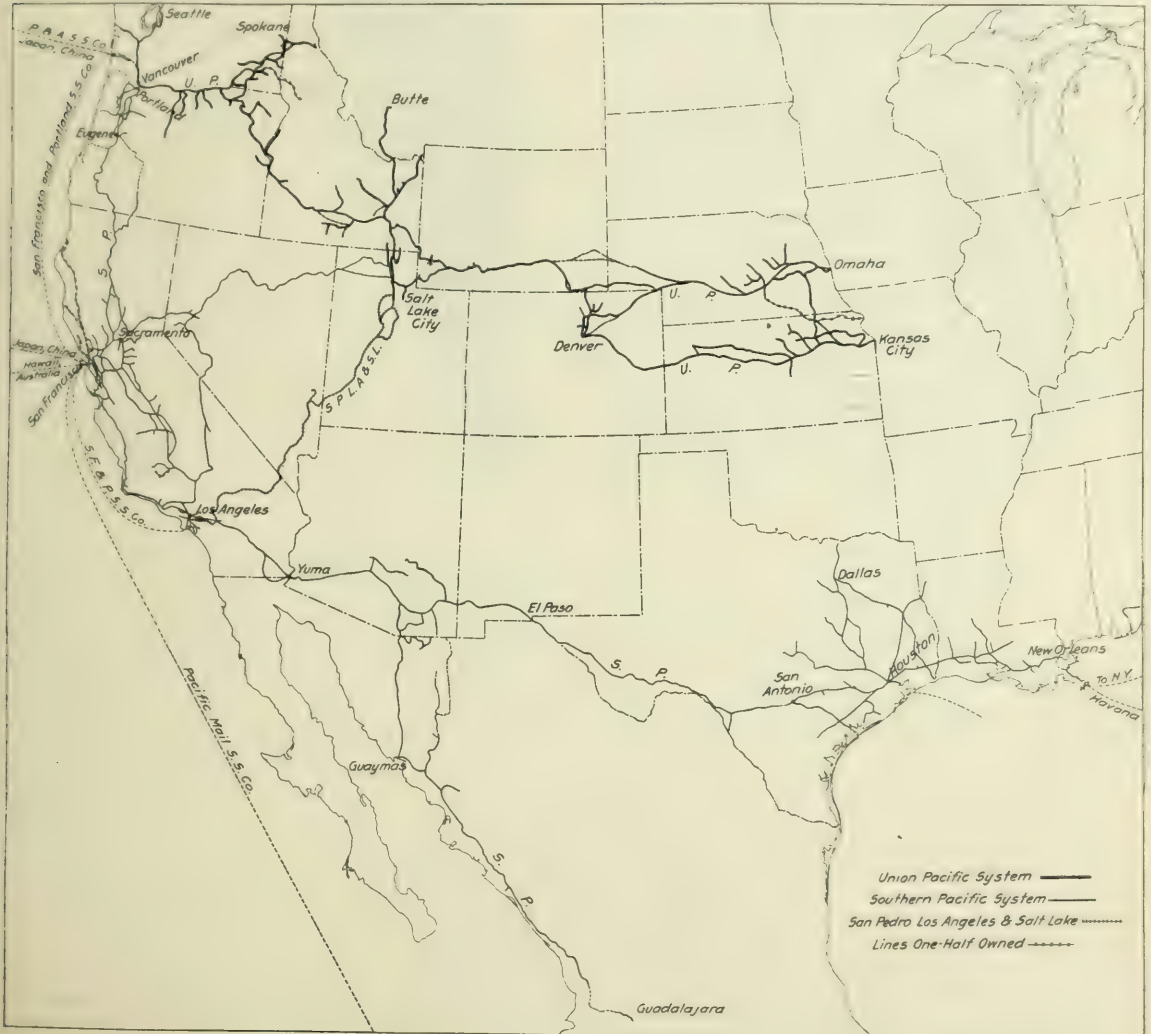 Seattle
P. & A. S. S. Co.
Japan, China
Spokane
Vancouver
U. P.
Portland
Butte
Eugene
San Francisco and Portland S. S. Co.
S. P.
Omaha
Salt
Lake
City
U. P.
Sacramento
Denver
Kansas
City
Japan, China
Hawaii
Australia
San Francisco
U. P.
S. P. L. A. & S. L.
S. F. & P. S. S. Co.
Los Angeles
Yuma
Dallas
El Paso
Houston
New Orleans
S. P.
San
Antonio
To N.Y.
Havana
Pacific Mail S. S. Co.
Guaymas
S. P.
Union Pacific System
Southern Pacific System
San Pedro Los Angeles & Salt Lake
Lines One-Half Owned
Guadalajara